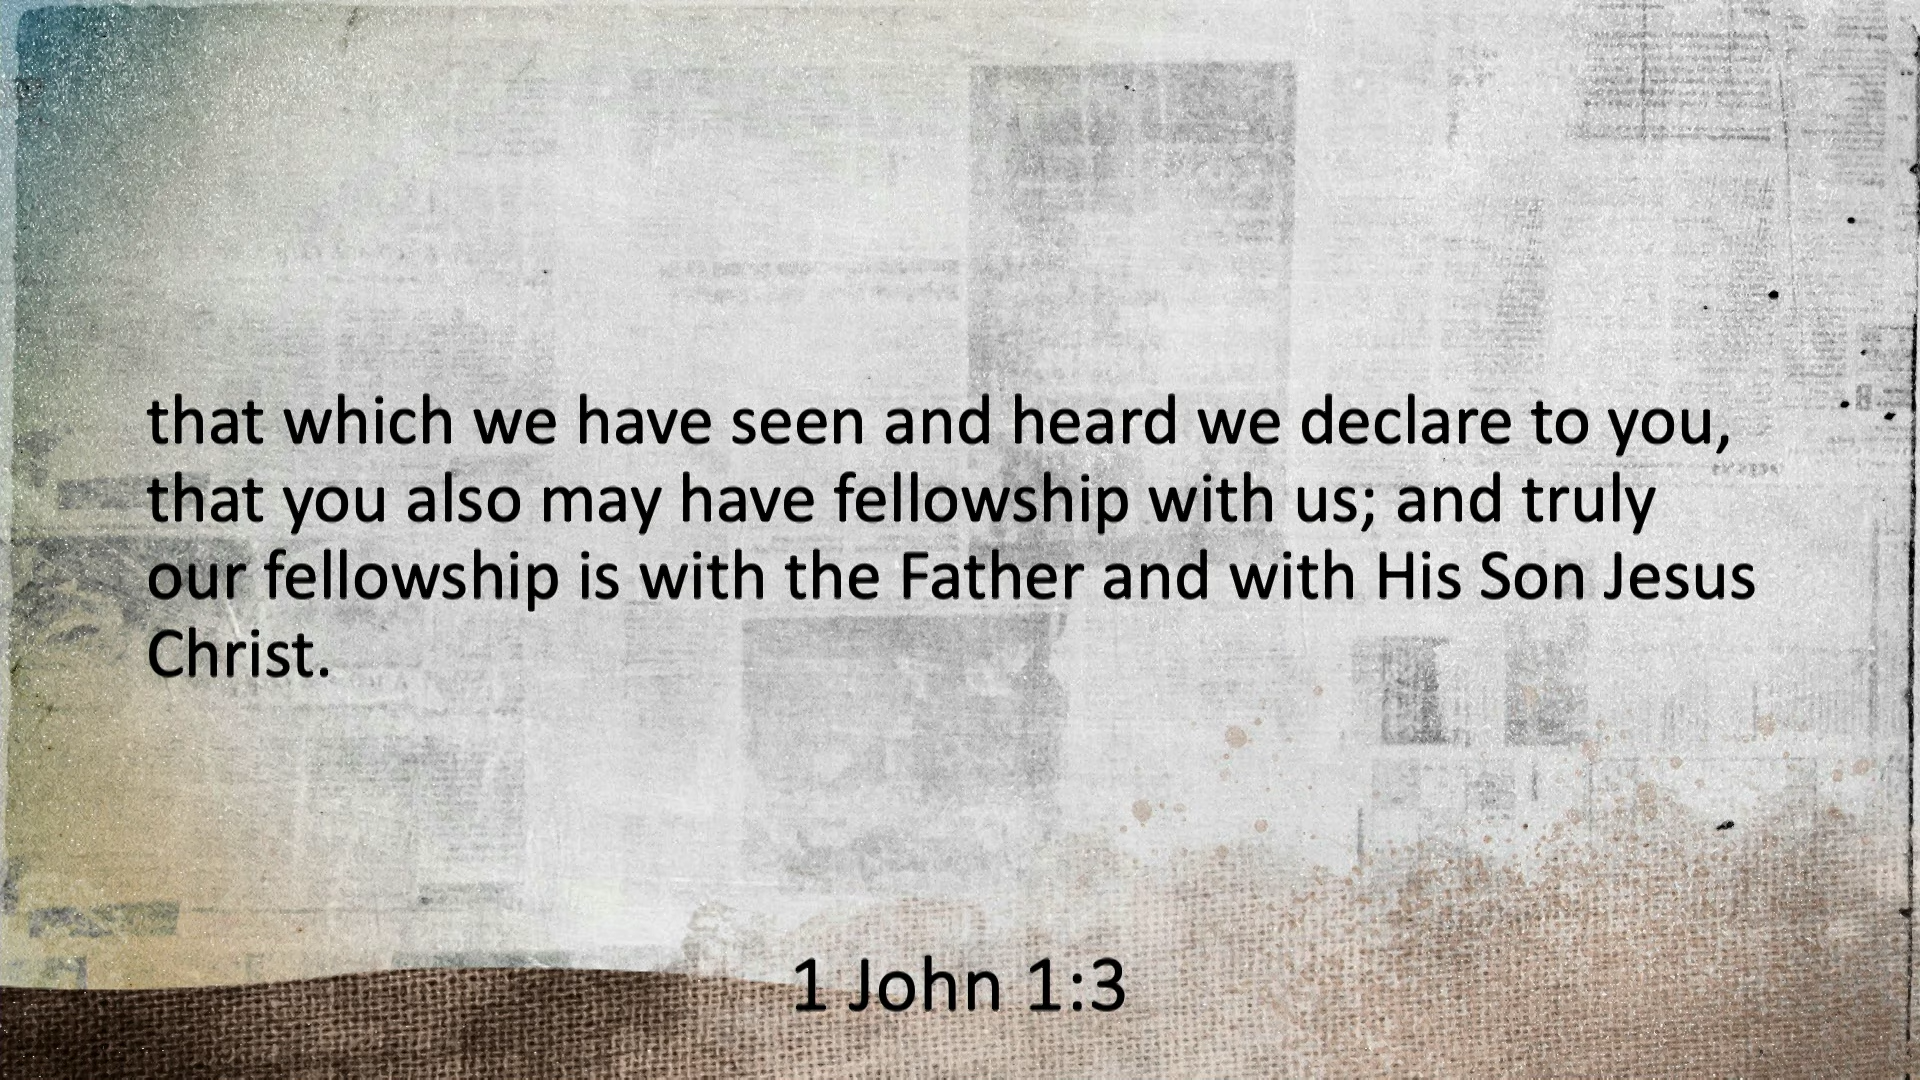 that which we have seen and heard we declare to you,
that you also may have fellowship with us; and truly
our fellowship is with the Father and with His Son Jesus
Christ.
1 John 1:3